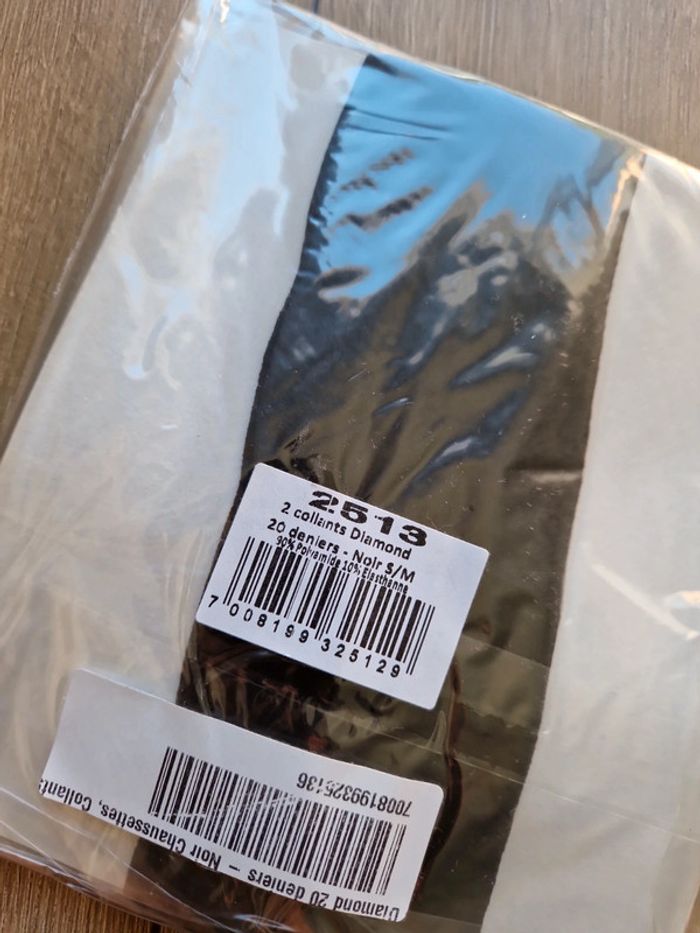 2513
2 collants Diamond
20 deniers - Noir S/M
90% Polyamide 10% Elasthanne
7 008199 325129
7008199325136
Diamond 20 deniers – Noir Chaussettes, Collants